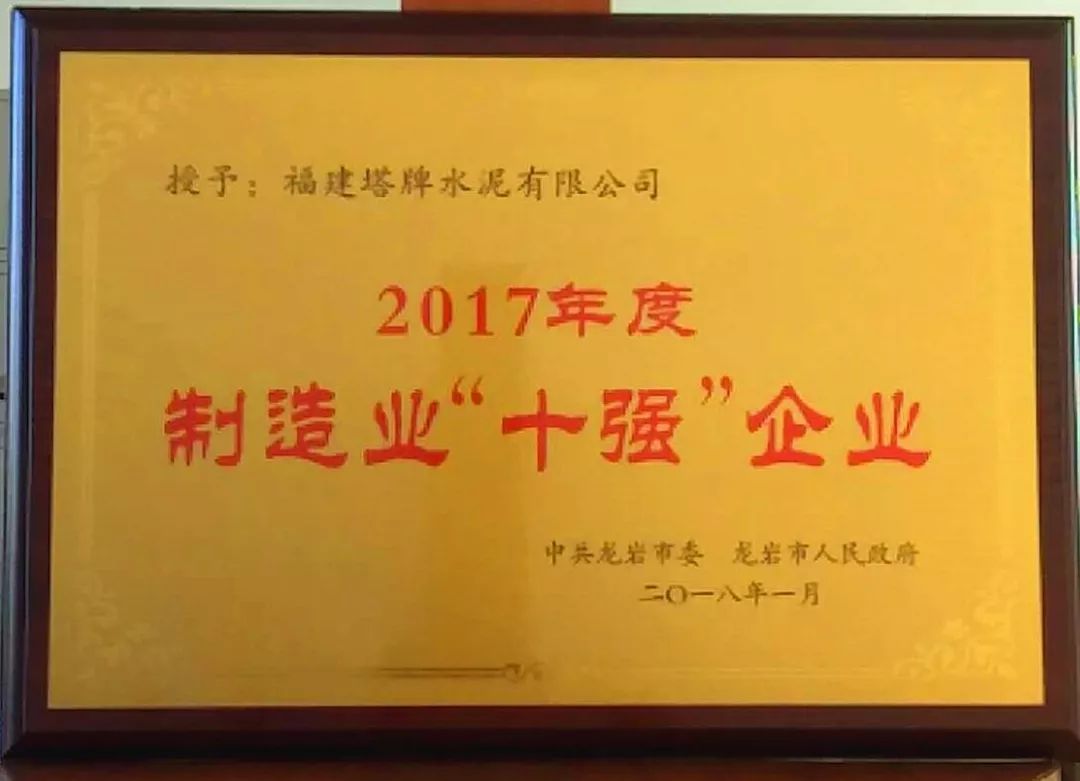 授予：福建塔牌水泥有限公司
2017年度
制造业“十强”企业
中共龙岩市委 龙岩市人民政府
二〇一八年一月